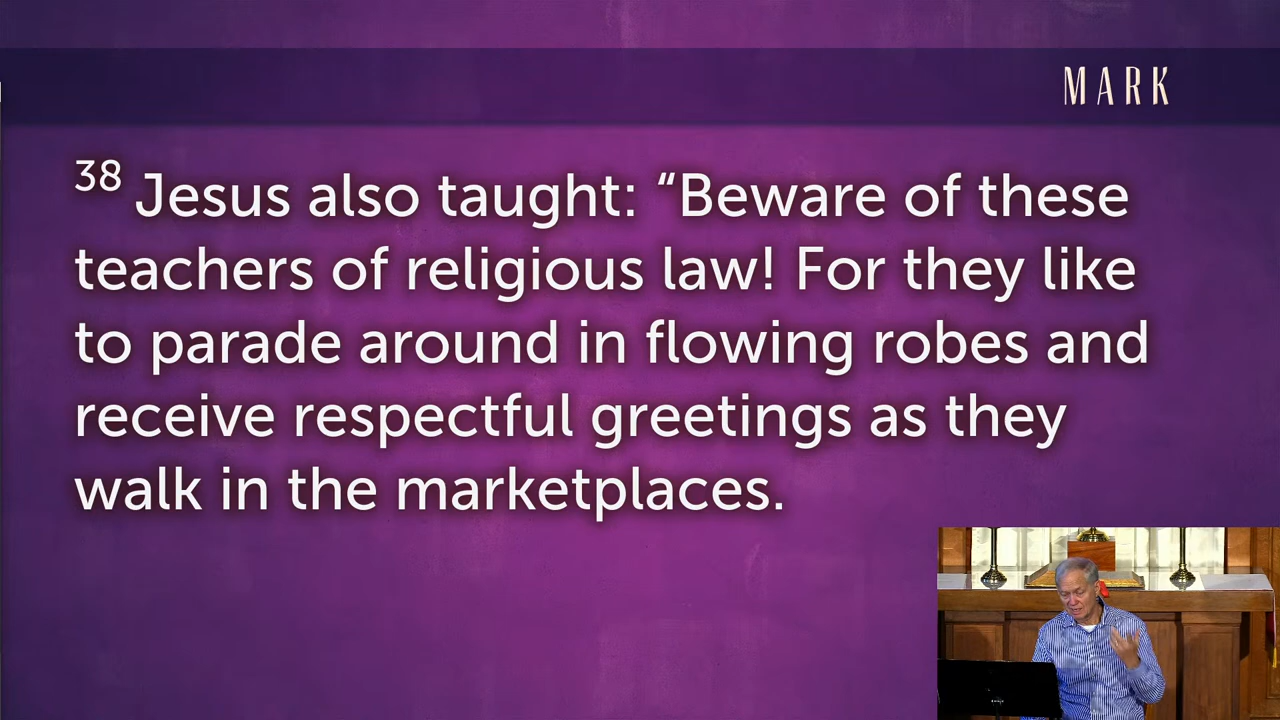 MARK
38 Jesus also taught: “Beware of these
teachers of religious law! For they like
to parade around in flowing robes and
receive respectful greetings as they
walk in the marketplaces.